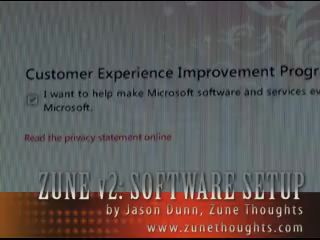 Customer Experience Improvement Progr
I want to help make Microsoft software and services ev
Microsoft.
Read the privacy statement online
ZUNE v2: SOFTWARE SETUP
by Jason Dunn, Zune Thoughts
www.zunethoughts.com